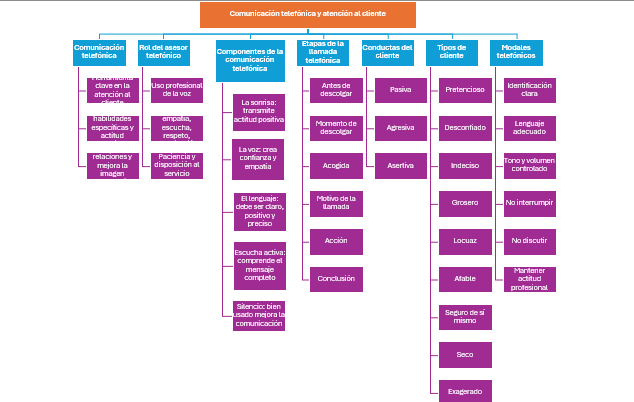 Comunicación telefónica y atención al cliente
Comunicación
telefónica
Herramienta
clave en la
atención al
cliente
habilidades
específicas y
actitud
relaciones y
mejora la
imagen
Rol del asesor
telefónico
Uso profesional
de la voz
empatía,
escucha,
respeto,
Paciencia y
disposición al
servicio
Componentes de la
comunicación
telefónica
La sonrisa:
transmite
actitud positiva
La voz: crea
confianza y
empatía
El lenguaje:
debe ser claro,
positivo y
preciso
Escucha activa:
comprende el
mensaje
completo
Silencio: bien
usado mejora la
comunicación
Etapas de la
llamada
telefónica
Antes de
descolgar
Momento de
descolgar
Acogida
Motivo de la
llamada
Acción
Conclusión
Conductas del
cliente
Pasiva
Agresiva
Asertiva
Tipos de
cliente
Pretencioso
Desconfiado
Indeciso
Grosero
Locuaz
Afable
Seguro de sí
mismo
Seco
Exagerado
Modales
telefónicos
Identificación
clara
Lenguaje
adecuado
Tono y volumen
controlado
No interrumpir
No discutir
Mantener
actitud
profesional